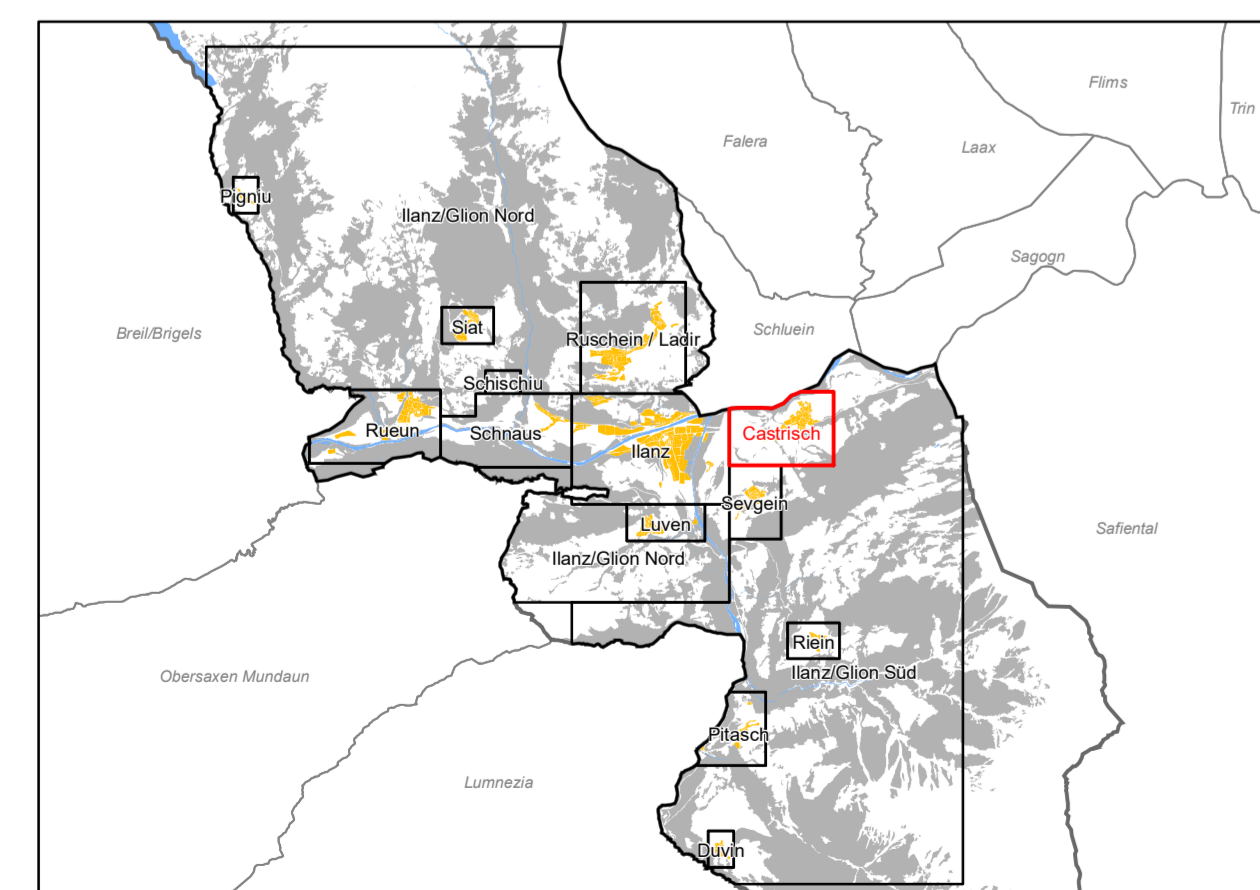 Flims
Trin
Falera
Laax
Pigniu
Ilanz/Glion Nord
Sagogn
Breil/Brigels
Siat
Ruschein / Ladir
Schluein
Schischiu
Rueun
Schnaus
Ilanz
Castrisch
Sevgein
Luven
Safiental
Ilanz/Glion Nord
Riein
Ilanz/Glion Süd
Obersaxen Mundaun
Pitasch
Lumnezia
Duvin